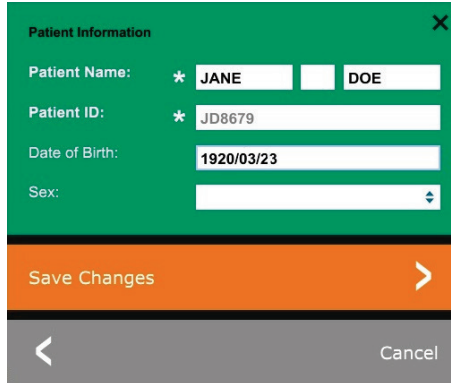 Patient Information
Patient Name: * JANE DOE
Patient ID: * JD8679
Date of Birth: 1920/03/23
Sex:
Save Changes
Cancel